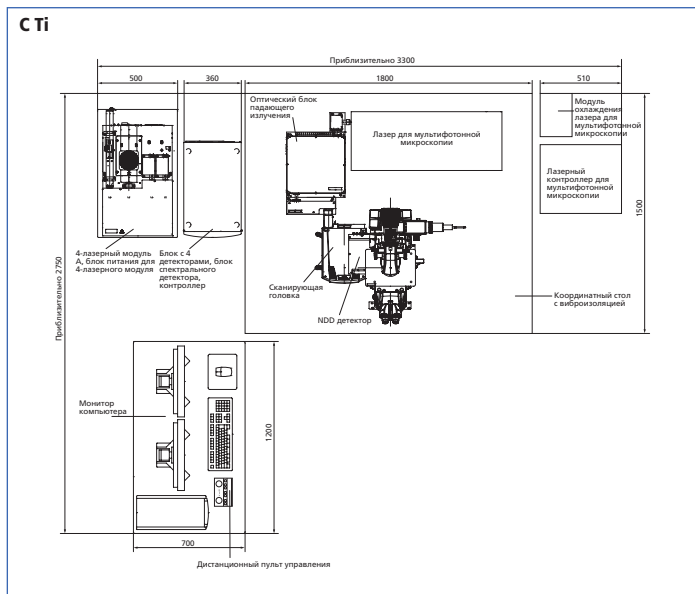 С Ti
Приблизительно 3300
500
360
1800
510
Оптический блок
падающего
излучения
Лазер для мультифотонной
микроскопии
Модуль
охлаждения
лазера для
мультифотонной
микроскопии
Лазерный
контроллер для
мультифотонной
микроскопии
1500
Приблизительно 2750
4-лазерный модуль
А, блок питания для
4-лазерного модуля
Блок с 4
детекторами, блок
спектрального
детектора,
контроллер
Сканирующая
головка
NDD детектор
Координатный стол
с виброизоляцией
Монитор
компьютера
1200
700
Дистанционный пульт управления